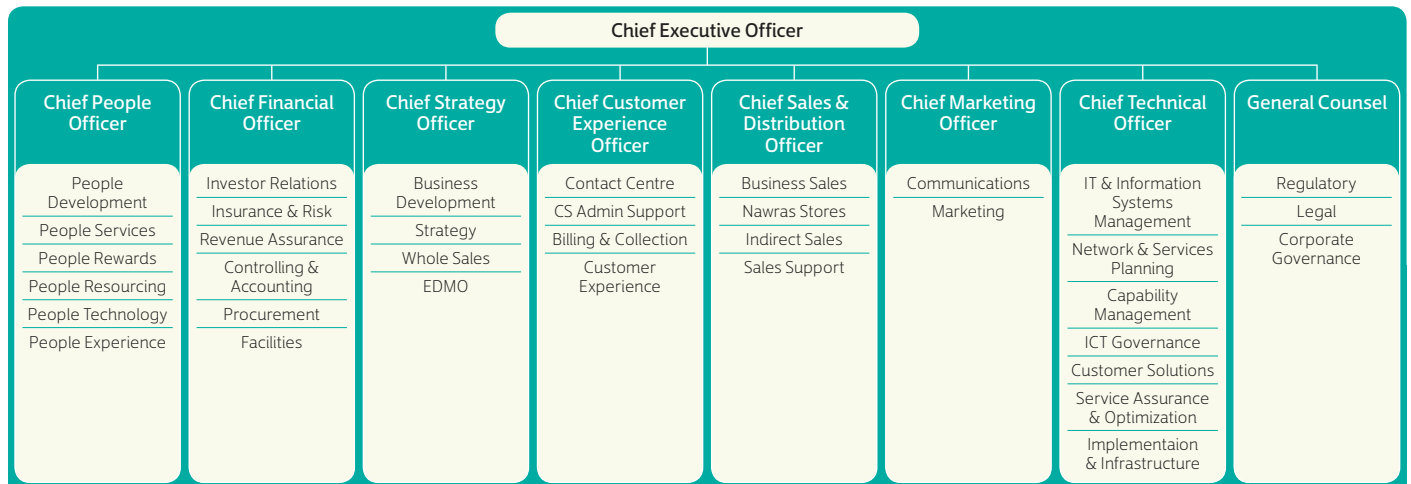 Chief Executive Officer
Chief People
Officer
People
Development
People Services
People Rewards
People Resourcing
People Technology
People Experience
Chief Financial
Officer
Investor Relations
Insurance & Risk
Revenue Assurance
Controlling &
Accounting
Procurement
Facilities
Chief Strategy
Officer
Business
Development
Strategy
Whole Sales
EDMO
Chief Customer
Experience
Officer
Contact Centre
CS Admin Support
Billing & Collection
Customer
Experience
Chief Sales &
Distribution
Officer
Business Sales
Nawras Stores
Indirect Sales
Sales Support
Chief Marketing
Officer
Communications
Marketing
Chief Technical
Officer
IT & Information
Systems
Management
Network & Services
Planning
Capability
Management
ICT Governance
Customer Solutions
Service Assurance
& Optimization
Implementaion
& Infrastructure
General Counsel
Regulatory
Legal
Corporate
Governance